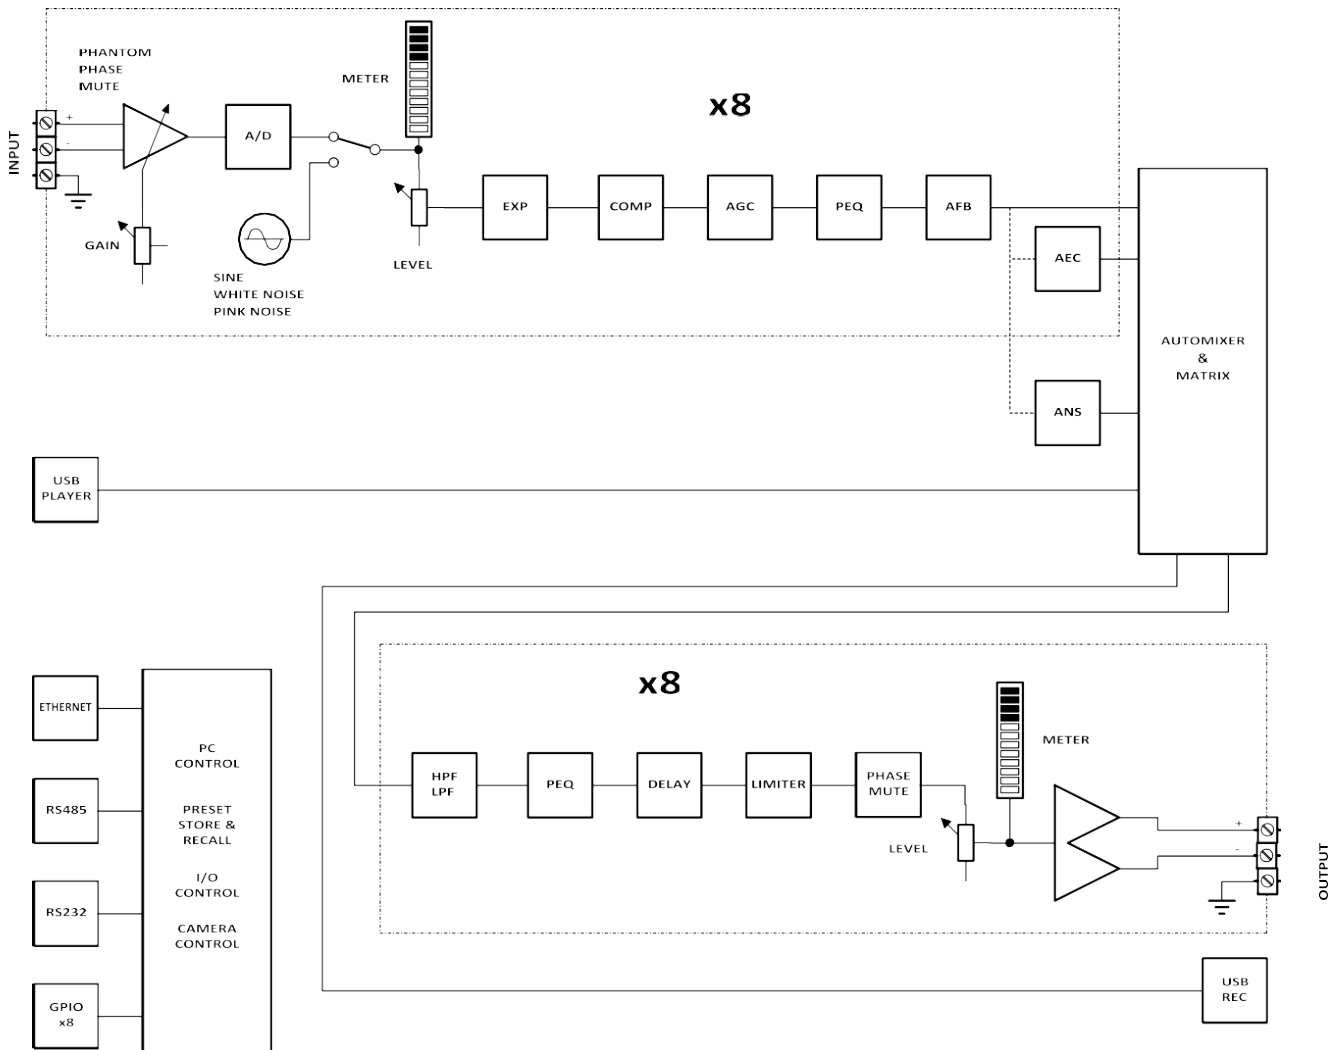 PHANTOM
PHASE
MUTE
METER
x8
INPUT
+
-
A/D
GAIN
SINE
WHITE NOISE
PINK NOISE
LEVEL
EXP
COMP
AGC
PEQ
AFB
AEC
ANS
AUTOMIXER
&
MATRIX
USB
PLAYER
ETHERNET
RS485
RS232
GPIO
x8
PC
CONTROL
PRESET
STORE &
RECALL
I/O
CONTROL
CAMERA
CONTROL
x8
HPF
LPF
PEQ
DELAY
LIMITER
PHASE
MUTE
LEVEL
METER
+
-
OUTPUT
USB
REC